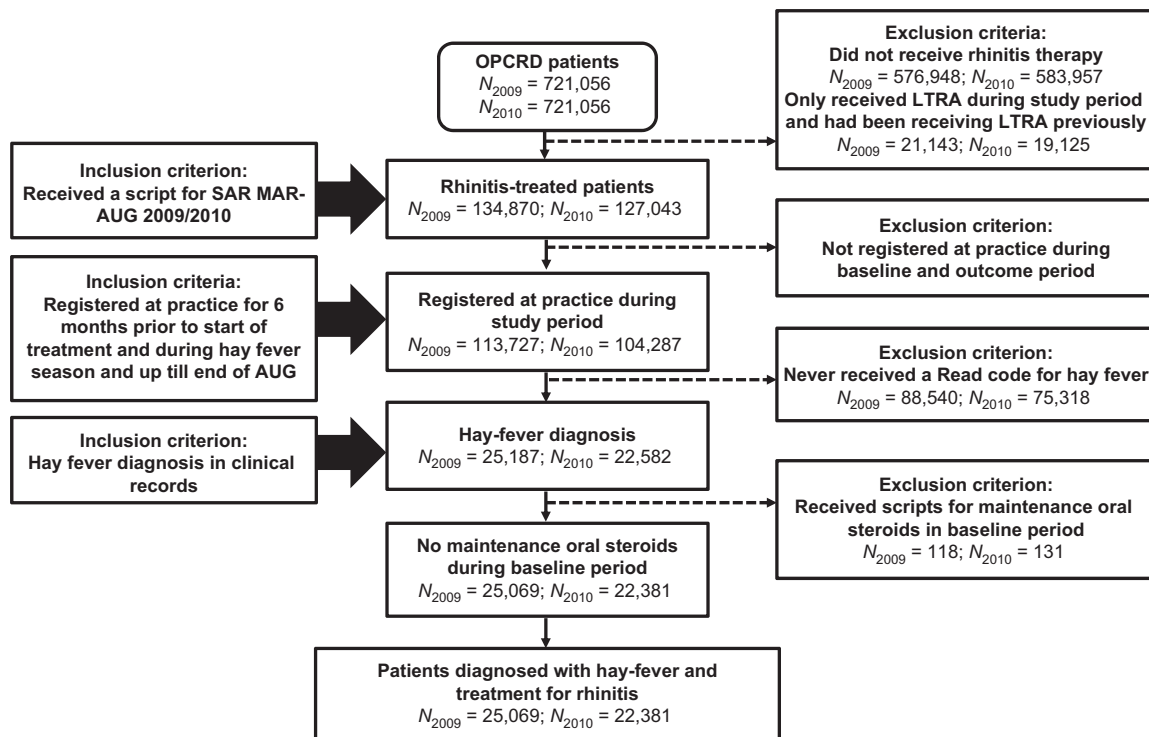 OPCRD patients
N2009 = 721,056
N2010 = 721,056
Exclusion criteria:
Did not receive rhinitis therapy
N2009 = 576,948; N2010 = 583,957
Only received LTRA during study period
and had been receiving LTRA previously
N2009 = 21,143; N2010 = 19,125
Inclusion criterion:
Received a script for SAR MAR-
AUG 2009/2010
Rhinitis-treated patients
N2009 = 134,870; N2010 = 127,043
Exclusion criterion:
Not registered at practice during
baseline and outcome period
Inclusion criteria:
Registered at practice for 6
months prior to start of
treatment and during hay fever
season and up till end of AUG
Registered at practice during
study period
N2009 = 113,727; N2010 = 104,287
Exclusion criterion:
Never received a Read code for hay fever
N2009 = 88,540; N2010 = 75,318
Inclusion criterion:
Hay fever diagnosis in clinical
records
Hay-fever diagnosis
N2009 = 25,187; N2010 = 22,582
Exclusion criterion:
Received scripts for maintenance oral
steroids in baseline period
N2009 = 118; N2010 = 131
No maintenance oral steroids
during baseline period
N2009 = 25,069; N2010 = 22,381
Patients diagnosed with hay-fever and
treatment for rhinitis
N2009 = 25,069; N2010 = 22,381